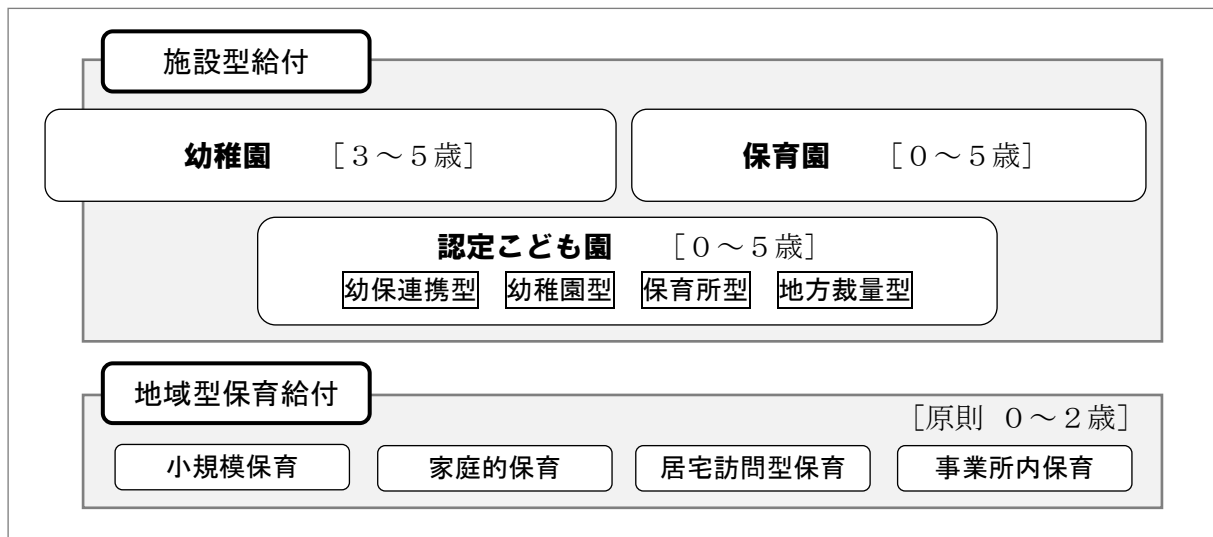 施設型給付
幼稚園 ［３～５歳］ 保育園 ［０～５歳］
認定こども園 ［０～５歳］
幼保連携型 幼稚園型 保育所型 地方裁量型
地域型保育給付
［原則 ０～２歳］
小規模保育 家庭的保育 居宅訪問型保育 事業所内保育